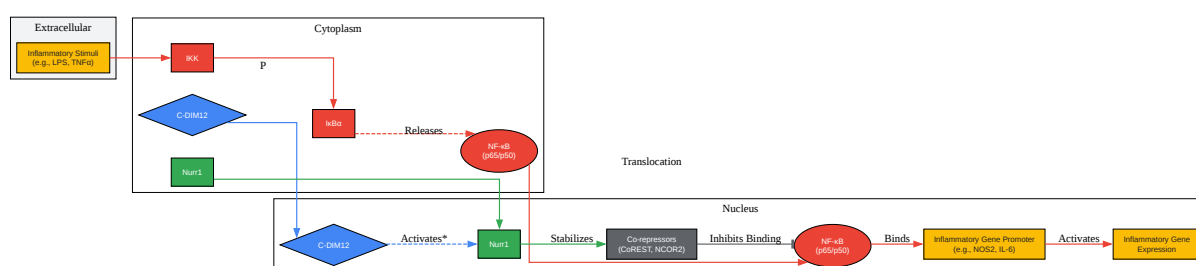 Extracellular
Inflammatory Stimuli
(e.g., LPS, TNFα)
Cytoplasm
IKK
P
C-DIM12
IκBα
Releases
NF-κB
(p65/p50)
Nurr1
Translocation
Nucleus
C-DIM12
Activates*
Nurr1
Stabilizes
Co-repressors
(CoREST, NCOR2)
Inhibits Binding
NF-κB
(p65/p50)
Binds
Inflammatory Gene Promoter
(e.g., NOS2, IL-6)
Activates
Inflammatory Gene
Expression